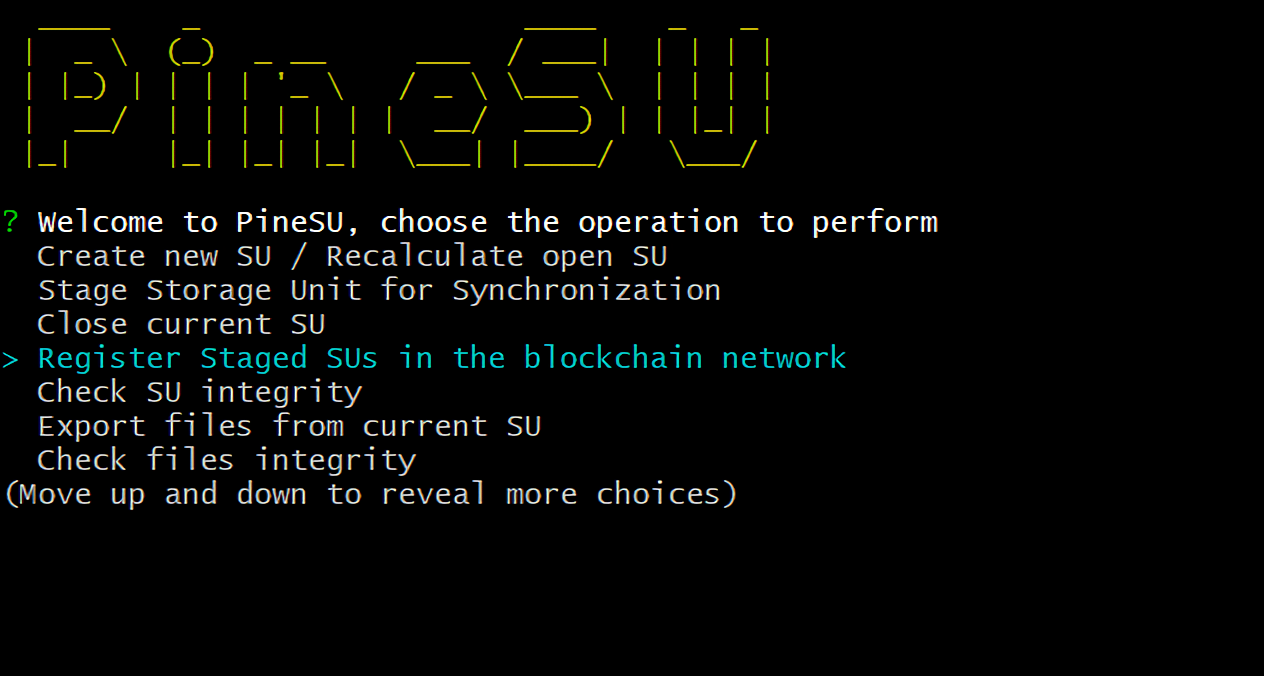 PineSU
? Welcome to PineSU, choose the operation to perform
Create new SU / Recalculate open SU
Stage Storage Unit for Synchronization
Close current SU
> Register Staged SUs in the blockchain network
Check SU integrity
Export files from current SU
Check files integrity
(Move up and down to reveal more choices)